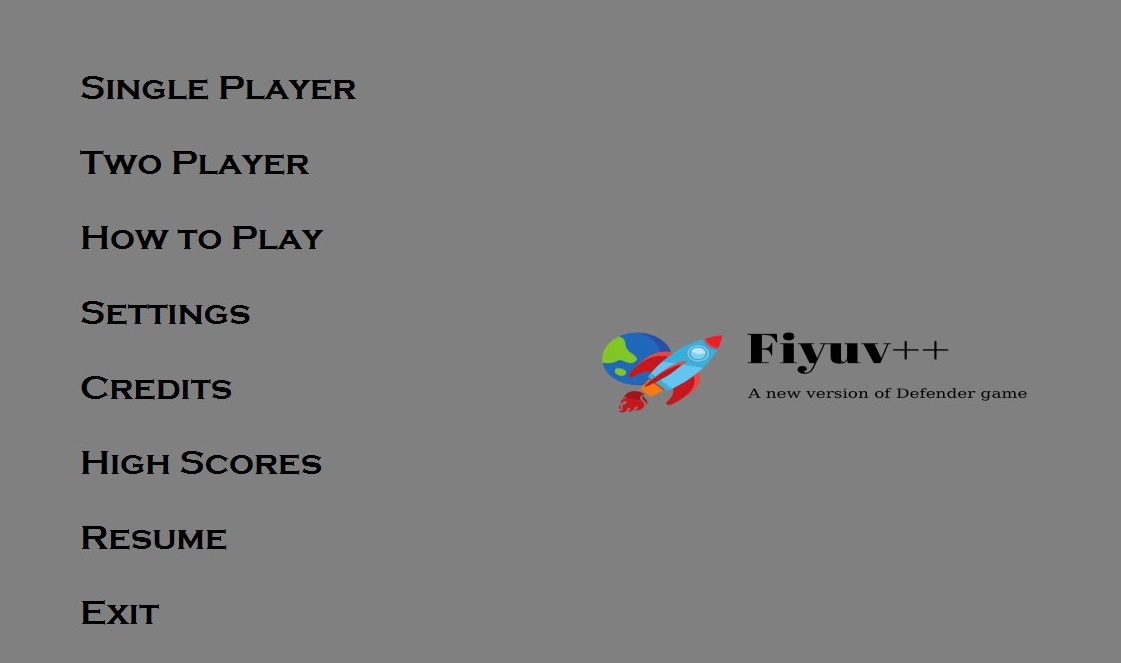 Single Player
Two Player
How to Play
Settings
Credits
High Scores
Resume
Exit
Fiyuv++
A new version of Defender game